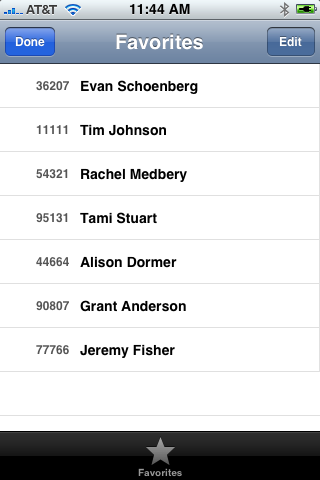 AT&T 11:44 AM
Done Favorites Edit
36207 Evan Schoenberg
11111 Tim Johnson
54321 Rachel Medbery
95131 Tami Stuart
44664 Alison Dormer
90807 Grant Anderson
77766 Jeremy Fisher
Favorites